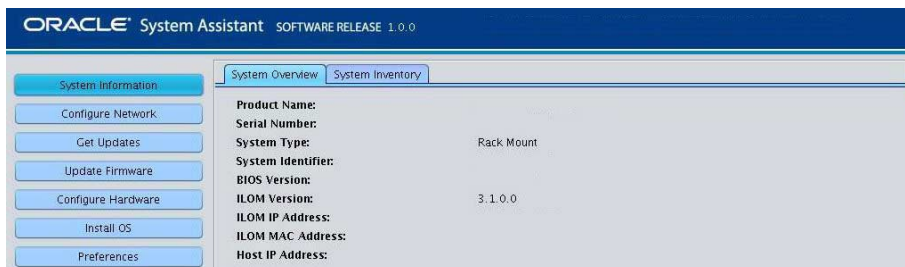 ORACLE System Assistant SOFTWARE RELEASE 1.0.0
System Information
Configure Network
Get Updates
Update Firmware
Configure Hardware
Install OS
Preferences
System Overview System Inventory
Product Name:
Serial Number:
System Type: Rack Mount
System Identifier:
BIOS Version:
ILOM Version: 3.1.0.0
ILOM IP Address:
ILOM MAC Address:
Host IP Address: